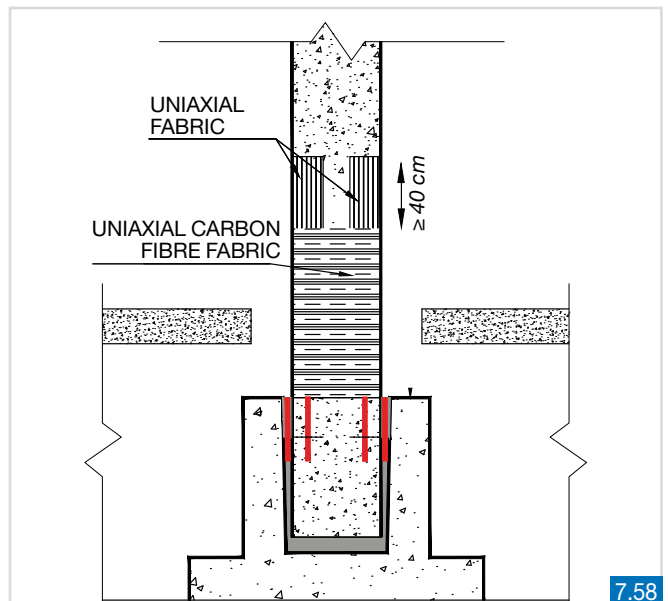 UNIAXIAL
FABRIC
≥ 40 cm
UNIAXIAL CARBON
FIBRE FABRIC
7.58